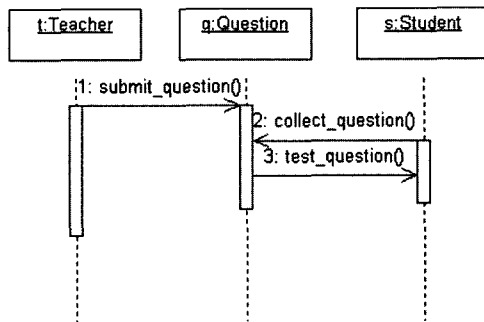 t:Teacher
q:Question
s:Student
1: submit_question()
2: collect_question()
3: test_question()